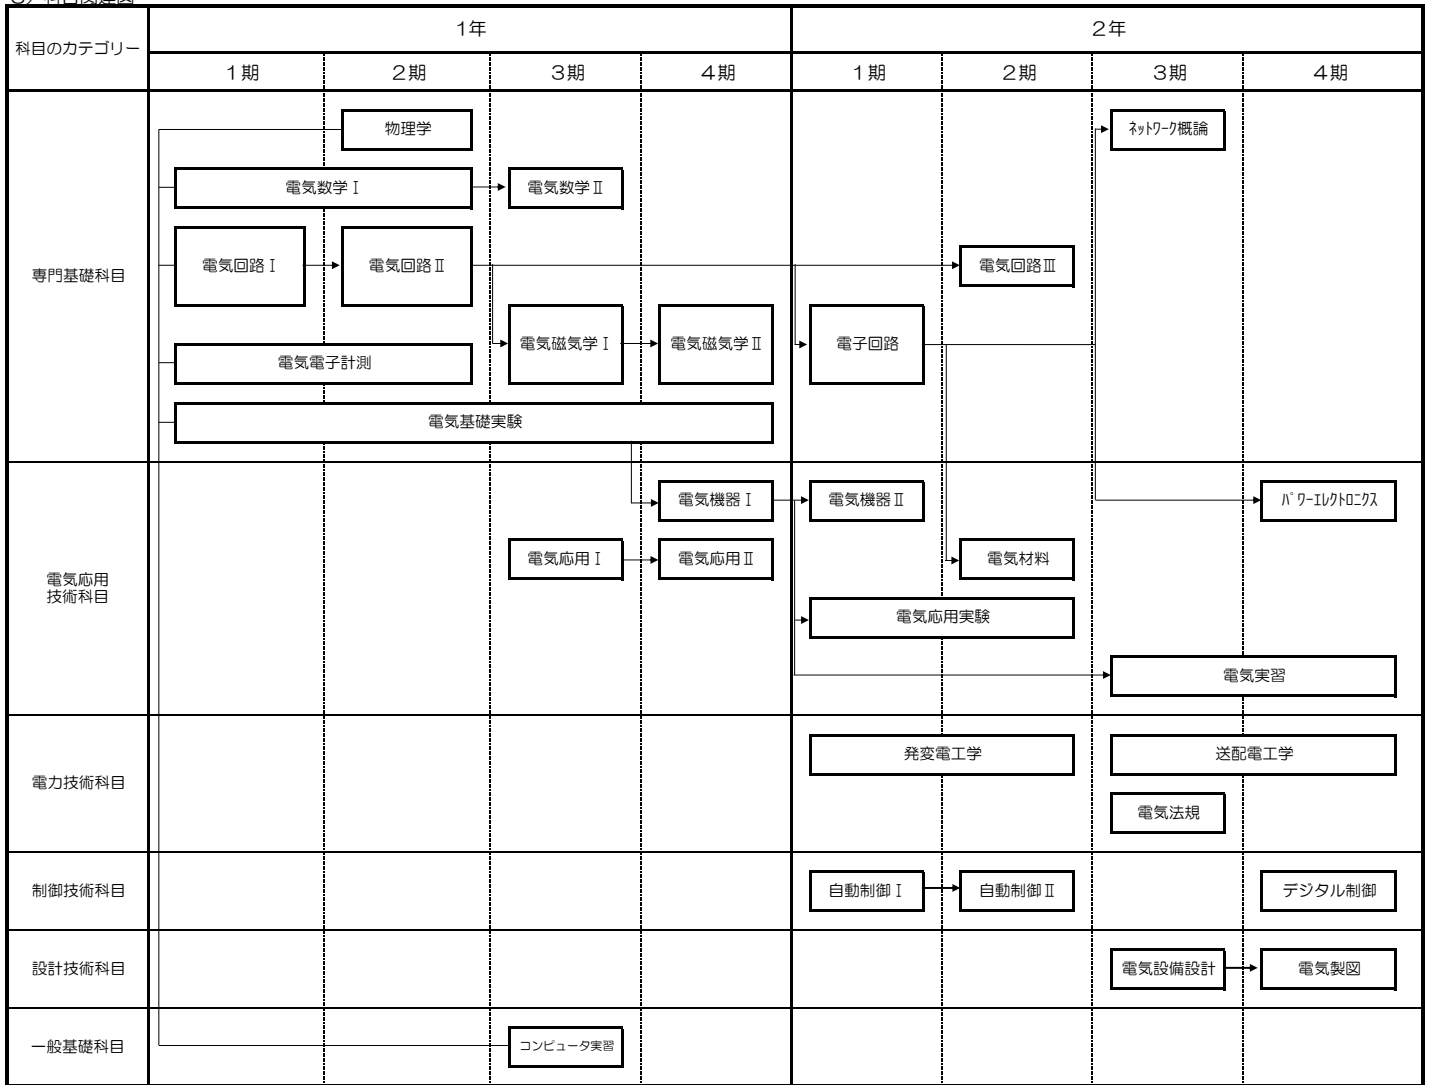 科目のカテゴリー
1年
2年
1期
2期
3期
4期
1期
2期
3期
4期
専門基礎科目
物理学
ﾈｯﾄﾜｰｸ概論
電気数学Ⅰ
電気数学Ⅱ
電気回路Ⅰ
電気回路Ⅱ
電気回路Ⅲ
電気磁気学Ⅰ
電気磁気学Ⅱ
電子回路
電気電子計測
電気基礎実験
電気応用
技術科目
電気機器Ⅰ
電気機器Ⅱ
ﾊﾟﾜｰｴﾚｸﾄﾛﾆｸｽ
電気応用Ⅰ
電気応用Ⅱ
電気材料
電気応用実験
電気実習
電力技術科目
発変電工学
送配電工学
電気法規
制御技術科目
自動制御Ⅰ
自動制御Ⅱ
デジタル制御
設計技術科目
電気設備設計
電気製図
一般基礎科目
コンピュータ実習